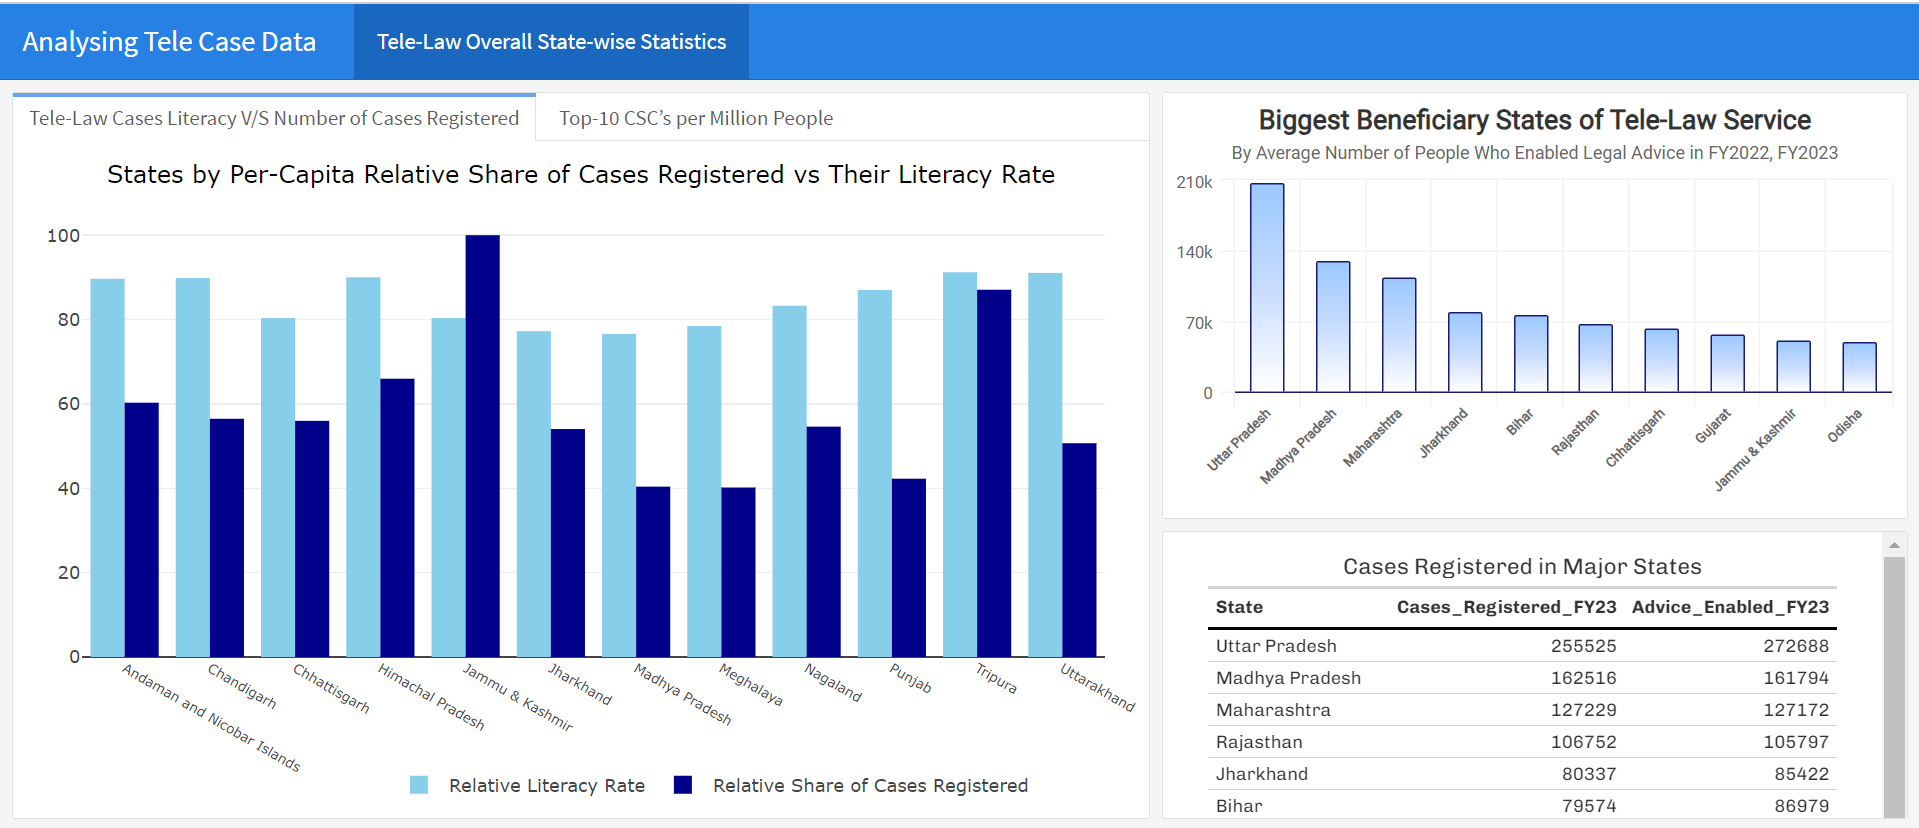 Analysing Tele Case Data
Tele-Law Overall State-wise Statistics
Tele-Law Cases Literacy V/S Number of Cases Registered
Top-10 CSC’s per Million People
States by Per-Capita Relative Share of Cases Registered vs Their Literacy Rate
100
80
60
40
20
0
Andaman and Nicobar Islands
Chandigarh
Chhattisgarh
Himachal Pradesh
Jammu & Kashmir
Jharkhand
Madhya Pradesh
Meghalaya
Nagaland
Punjab
Tripura
Uttarakhand
Relative Literacy Rate
Relative Share of Cases Registered
Biggest Beneficiary States of Tele-Law Service
By Average Number of People Who Enabled Legal Advice in FY2022, FY2023
210k
140k
70k
0
Uttar Pradesh
Madhya Pradesh
Maharashtra
Jharkhand
Bihar
Rajasthan
Chhattisgarh
Gujarat
Jammu & Kashmir
Odisha
Cases Registered in Major States
State Cases_Registered_FY23 Advice_Enabled_FY23
Uttar Pradesh 255525 272688
Madhya Pradesh 162516 161794
Maharashtra 127229 127172
Rajasthan 106752 105797
Jharkhand 80337 85422
Bihar 79574 86979